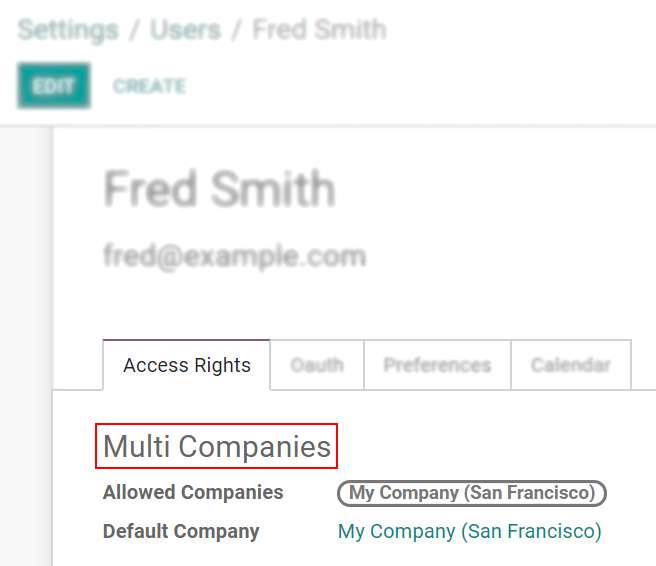 Settings / Users / Fred Smith
EDIT CREATE
Fred Smith
fred@example.com
Access Rights Oauth Preferences Calendar
Multi Companies
Allowed Companies My Company (San Francisco)
Default Company My Company (San Francisco)